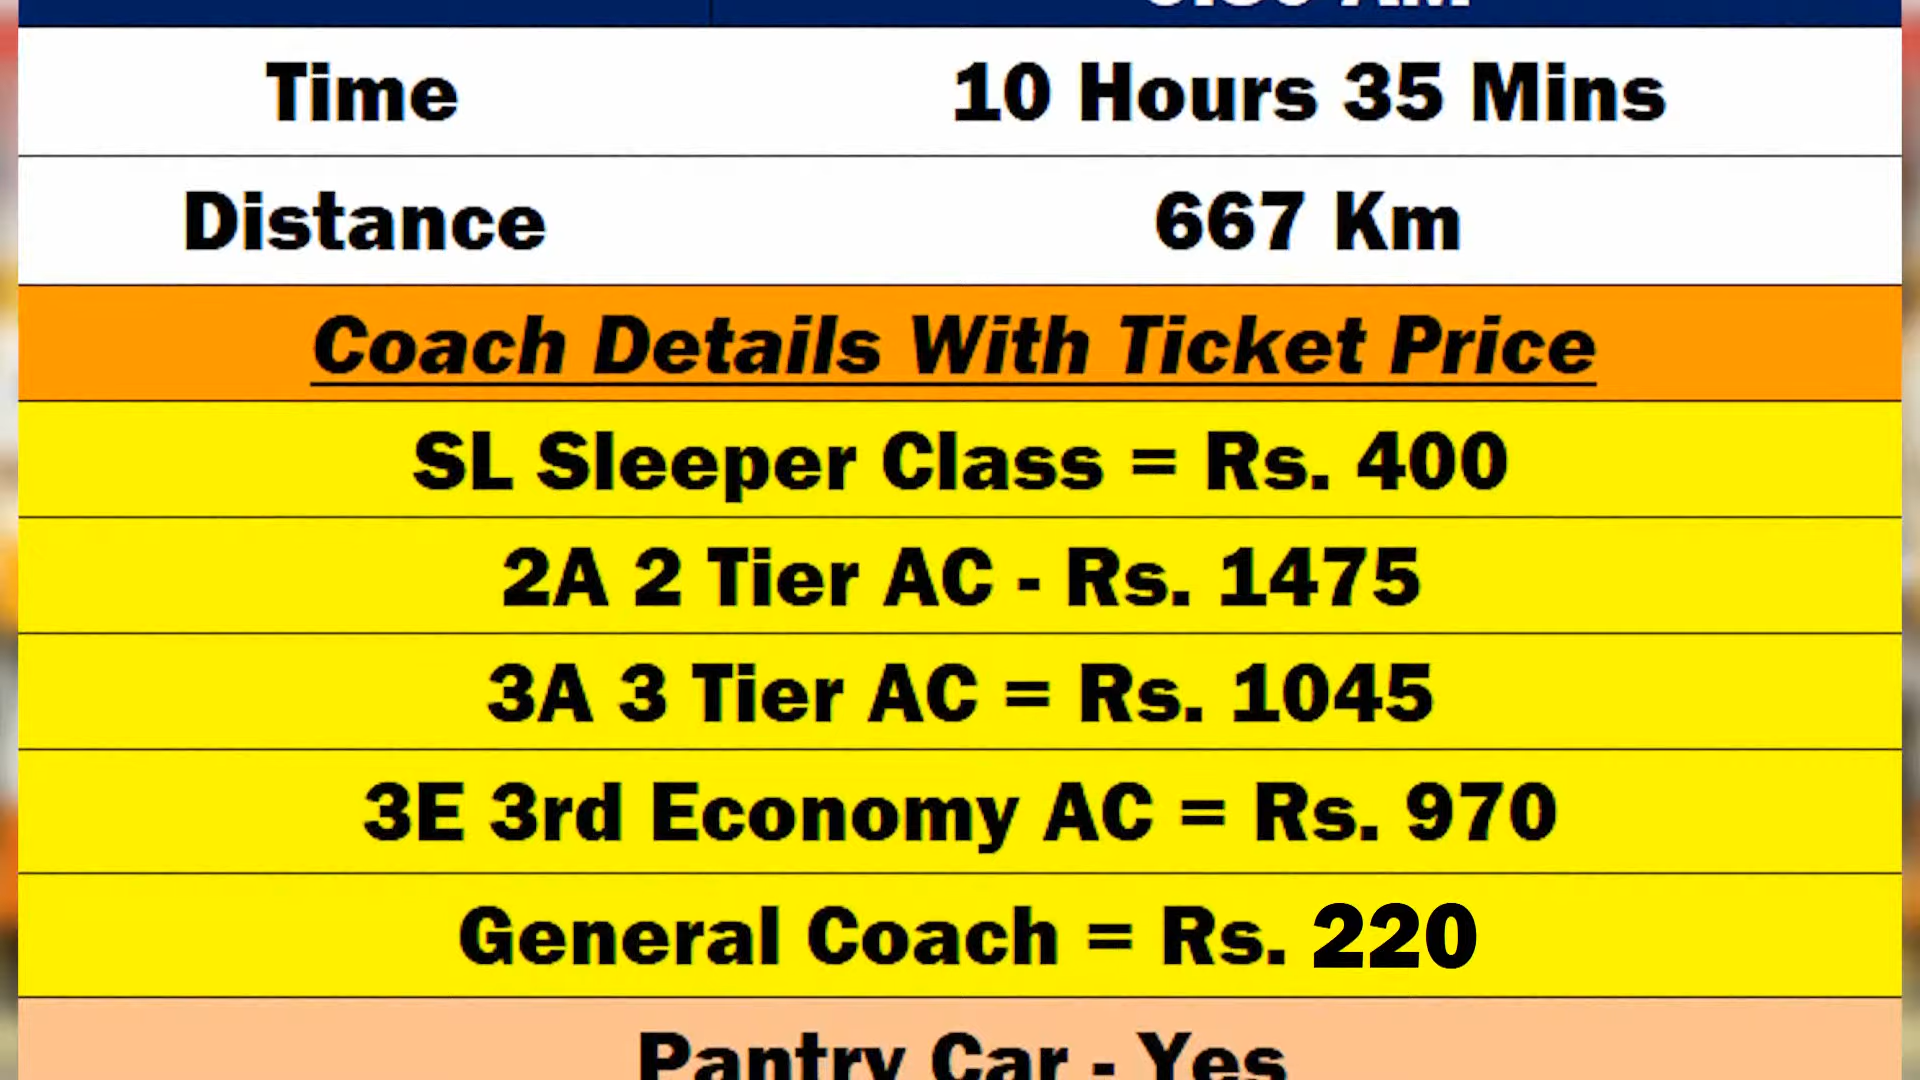 AM
Time 10 Hours 35 Mins
Distance 667 Km
Coach Details With Ticket Price
SL Sleeper Class = Rs. 400
2A 2 Tier AC - Rs. 1475
3A 3 Tier AC = Rs. 1045
3E 3rd Economy AC = Rs. 970
General Coach = Rs. 220
Pantry Car - Yes